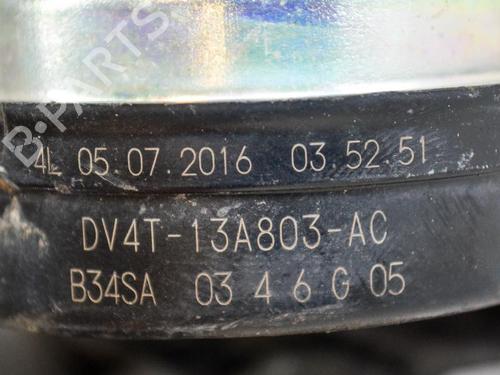 B-PARTS
4L 05.07.2016 03.52.51
DV4T-13A803-AC
B34SA 03 4 6 G 05